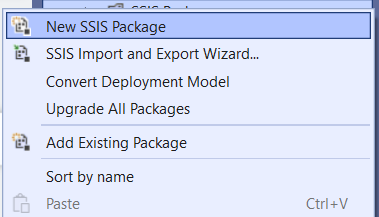 New SSIS Package
SSIS Import and Export Wizard...
Convert Deployment Model
Upgrade All Packages
Add Existing Package
Sort by name
Paste Ctrl+V